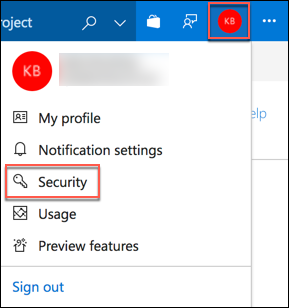 roject
KB
KB
elp
My profile
Notification settings
Security
Usage
Preview features
Sign out